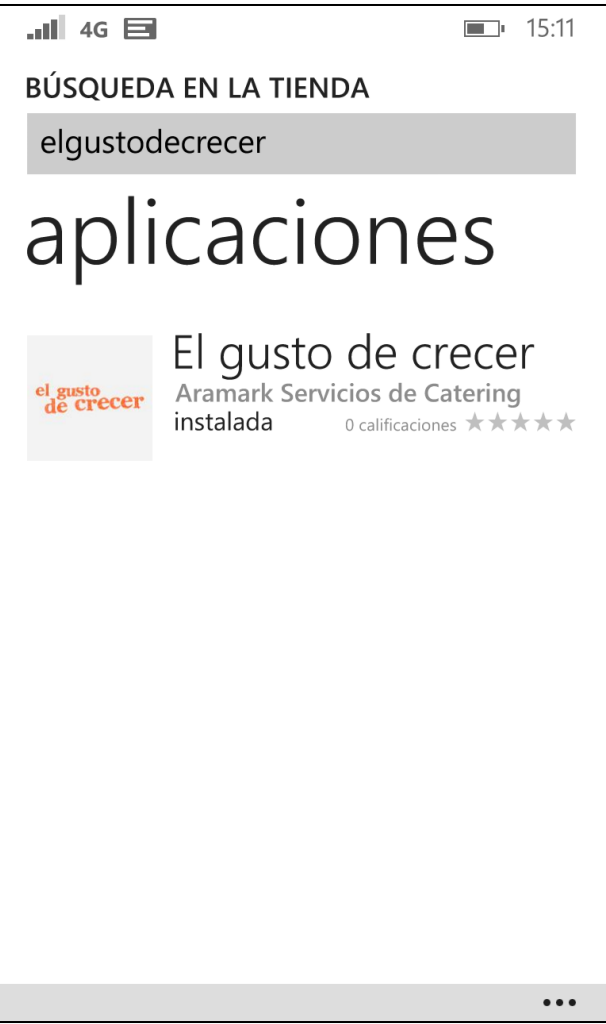 4G
15:11
BÚSQUEDA EN LA TIENDA
elgustodecrecer
aplicaciones
el gusto
de crecer
El gusto de crecer
Aramark Servicios de Catering
instalada
0 calificaciones